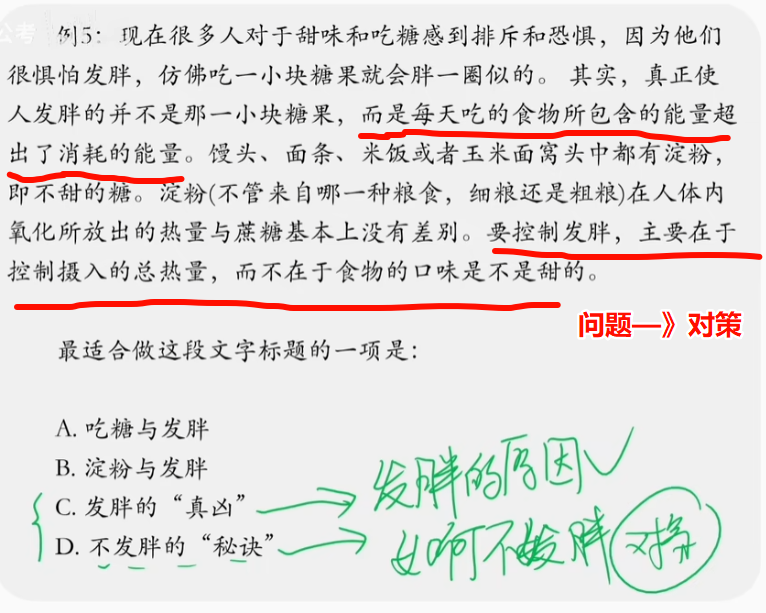 公考
例5：现在很多人对于甜味和吃糖感到排斥和恐惧，因为他们
很惧怕发胖，仿佛吃一小块糖果就会胖一圈似的。 其实，真正使
人发胖的并不是那一小块糖果，而是每天吃的食物所包含的能量超
出了消耗的能量。馒头、面条、米饭或者玉米面窝头中都有淀粉，
即不甜的糖。淀粉(不管来自哪一种粮食，细粮还是粗粮)在人体内
氧化所放出的热量与蔗糖基本上没有差别。要控制发胖，主要在于
控制摄入的总热量，而不在于食物的口味是不是甜的。
问题—》对策
最适合做这段文字标题的一项是：
A. 吃糖与发胖
B. 淀粉与发胖
C. 发胖的“真凶”
发胖的原因✓
D. 不发胖的“秘诀”
如何不发胖 对策